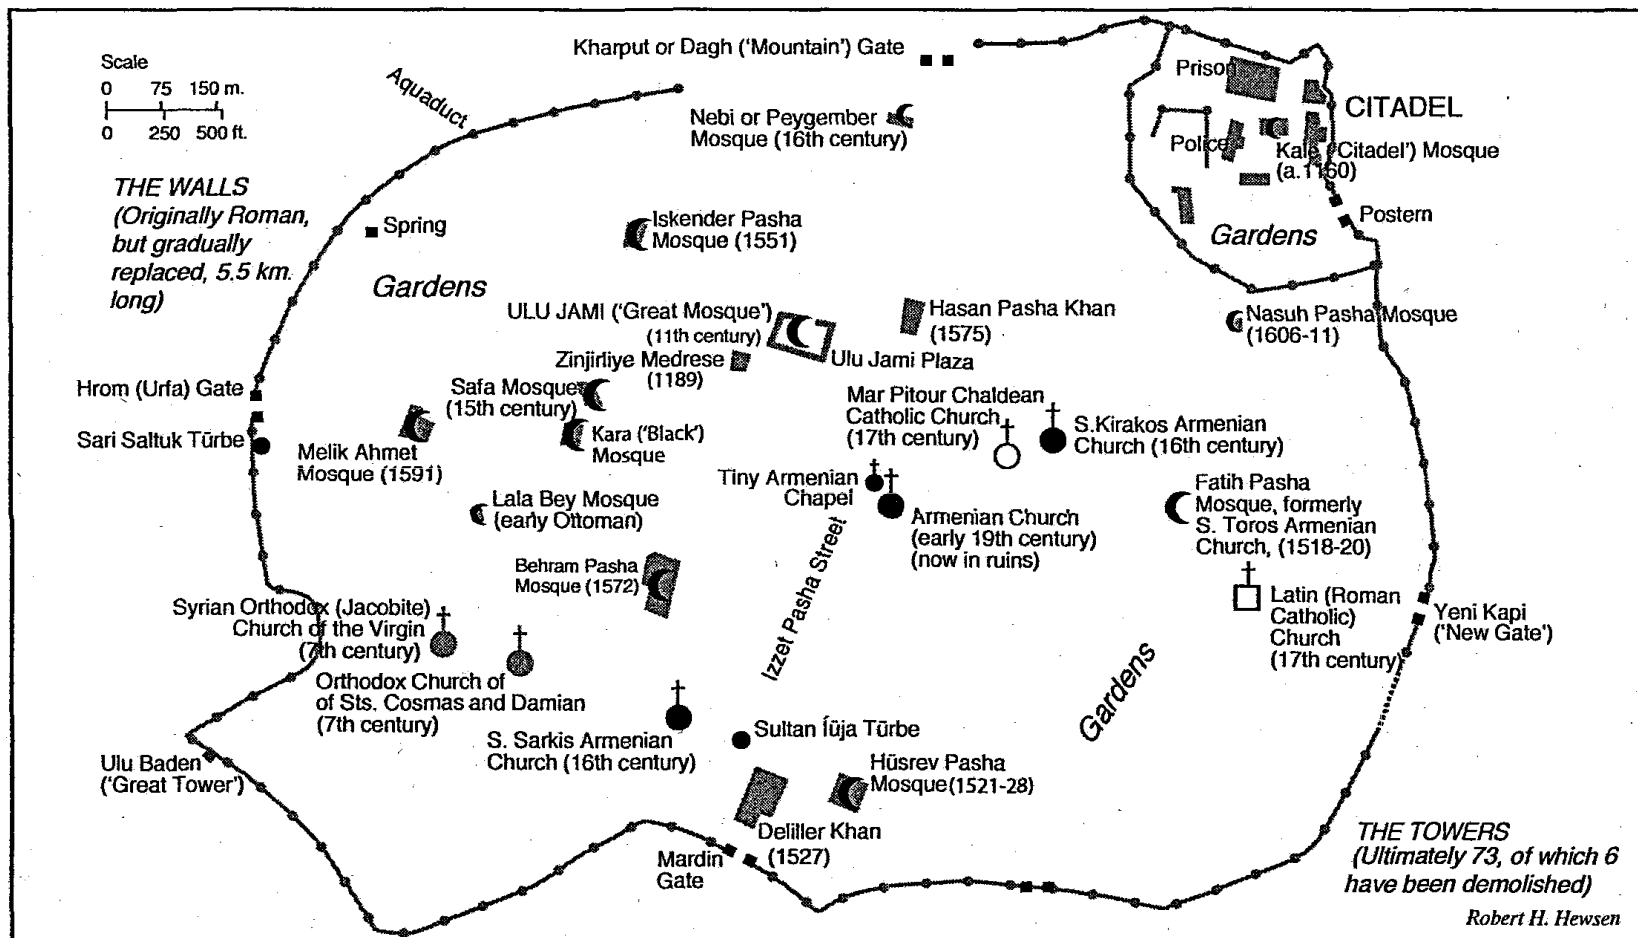 Kharput or Dagh ('Mountain') Gate
Scale
0 75 150 m.
0 250 500 ft.
Aquaduct
Prison
CITADEL
Nebi or Peygember
Mosque (16th century)
Police
Kale ('Citadel') Mosque
(a.1160)
THE WALLS
(Originally Roman,
but gradually
replaced, 5.5 km.
long)
Spring
Iskender Pasha
Mosque (1551)
Postern
Gardens
Gardens
ULU JAMI ('Great Mosque')
(11th century)
Hasan Pasha Khan
(1575)
Nasuh Pasha Mosque
(1606-11)
Zinjirliye Medrese
(1189)
Ulu Jami Plaza
Hrom (Urfa) Gate
Safa Mosque
(15th century)
Mar Pitour Chaldean
Catholic Church
(17th century)
S.Kirakos Armenian
Church (16th century)
Sari Saltuk Türbe
Melik Ahmet
Mosque (1591)
Kara ('Black')
Mosque
Tiny Armenian
Chapel
Fatih Pasha
Mosque, formerly
S. Toros Armenian
Church, (1518-20)
Lala Bey Mosque
(early Ottoman)
Armenian Church
(early 19th century)
(now in ruins)
Izzet Pasha Street
Behram Pasha
Mosque (1572)
Syrian Orthodox (Jacobite)
Church of the Virgin
(7th century)
Latin (Roman
Catholic)
Church
(17th century)
Yeni Kapi
('New Gate')
Orthodox Church of
of Sts. Cosmas and Damian
(7th century)
Gardens
S. Sarkis Armenian
Church (16th century)
Sultan Íüja Türbe
Ulu Baden
('Great Tower')
Hüsrev Pasha
Mosque(1521-28)
Deliller Khan
(1527)
Mardin
Gate
THE TOWERS
(Ultimately 73, of which 6
have been demolished)
Robert H. Hewsen